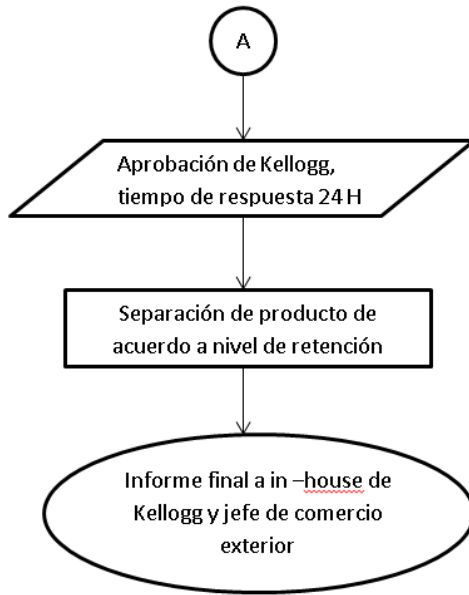 A
Aprobación de Kellogg,
tiempo de respuesta 24 H
Separación de producto de
acuerdo a nivel de retención
Informe final a in –house de
Kellogg y jefe de comercio
exterior